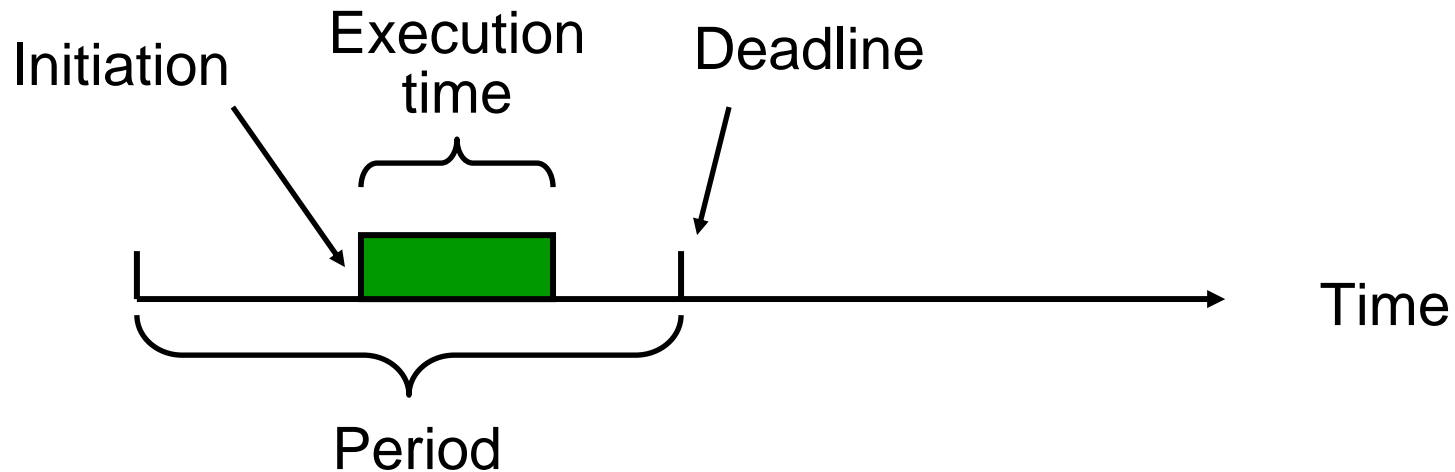 Initiation
Execution
time
Deadline
Time
Period